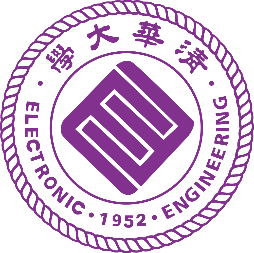 學大華清
· ELECTRONIC · 1952 · ENGINEERING ·